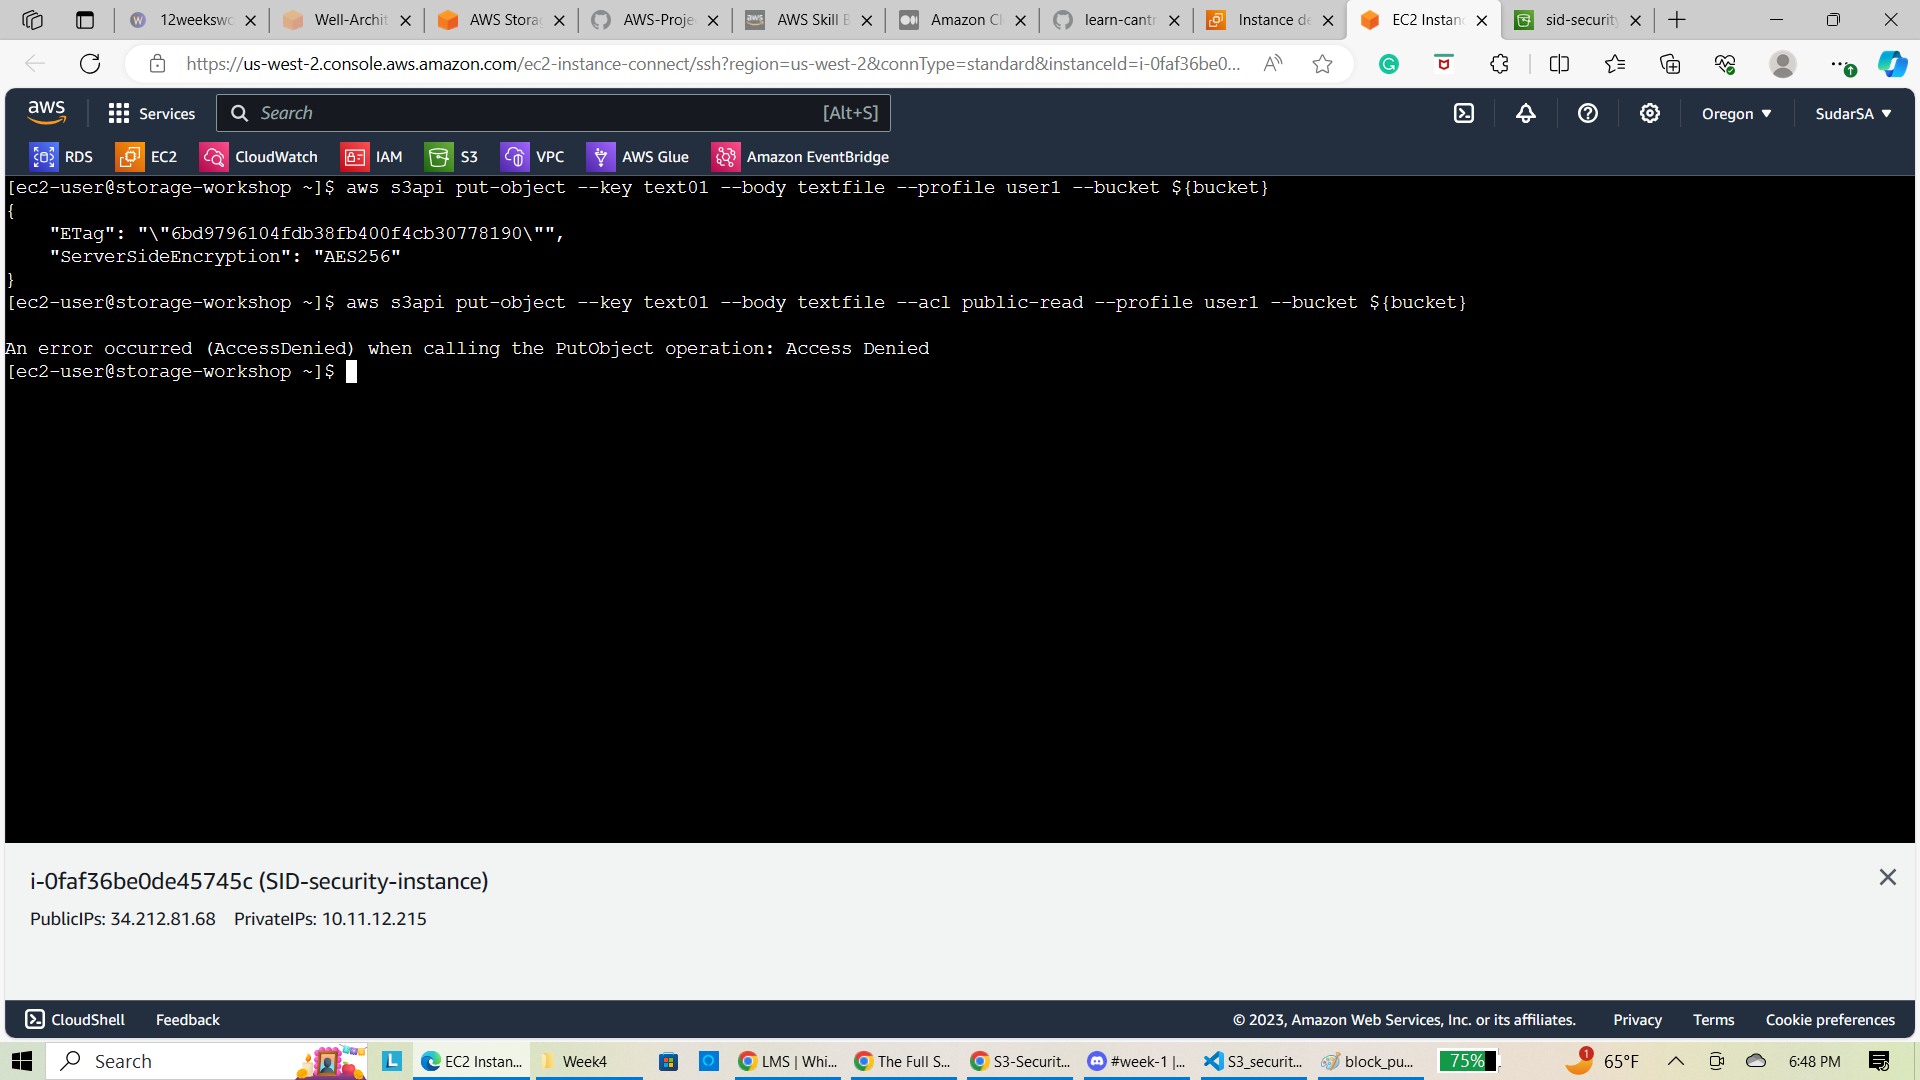 12weekswo
Well-Archit
AWS Storag
AWS-Projec
AWS Skill B
Amazon Cl
learn-cantr
Instance de
EC2 Instanc
sid-security
https://us-west-2.console.aws.amazon.com/ec2-instance-connect/ssh?region=us-west-2&connType=standard&instanceId=i-0faf36be0...
aws
Services
Search
[Alt+S]
Oregon
SudarSA
RDS
EC2
CloudWatch
IAM
S3
VPC
AWS Glue
Amazon EventBridge
[ec2-user@storage-workshop ~]$ aws s3api put-object --key text01 --body textfile --profile user1 --bucket ${bucket}
{
"ETag": "\"6bd9796104fdb38fb400f4cb30778190\"",
"ServerSideEncryption": "AES256"
}
[ec2-user@storage-workshop ~]$ aws s3api put-object --key text01 --body textfile --acl public-read --profile user1 --bucket ${bucket}
An error occurred (AccessDenied) when calling the PutObject operation: Access Denied
[ec2-user@storage-workshop ~]$
i-0faf36be0de45745c (SID-security-instance)
PublicIPs: 34.212.81.68 PrivateIPs: 10.11.12.215
CloudShell
Feedback
© 2023, Amazon Web Services, Inc. or its affiliates.
Privacy
Terms
Cookie preferences
Search
EC2 Instan...
Week4
LMS | Whi...
The Full S...
S3-Securit...
#week-1 |...
S3_securit...
block_pu...
75%
1
65°F
6:48 PM